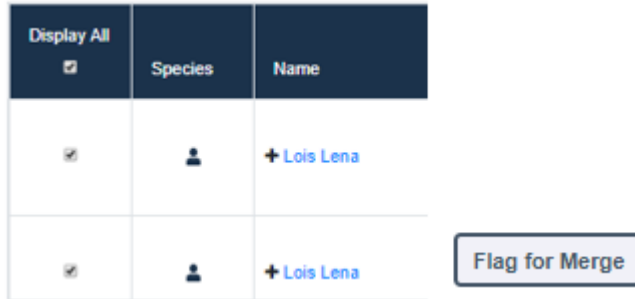 Display All
Species Name
+ Lois Lena
+ Lois Lena
Flag for Merge